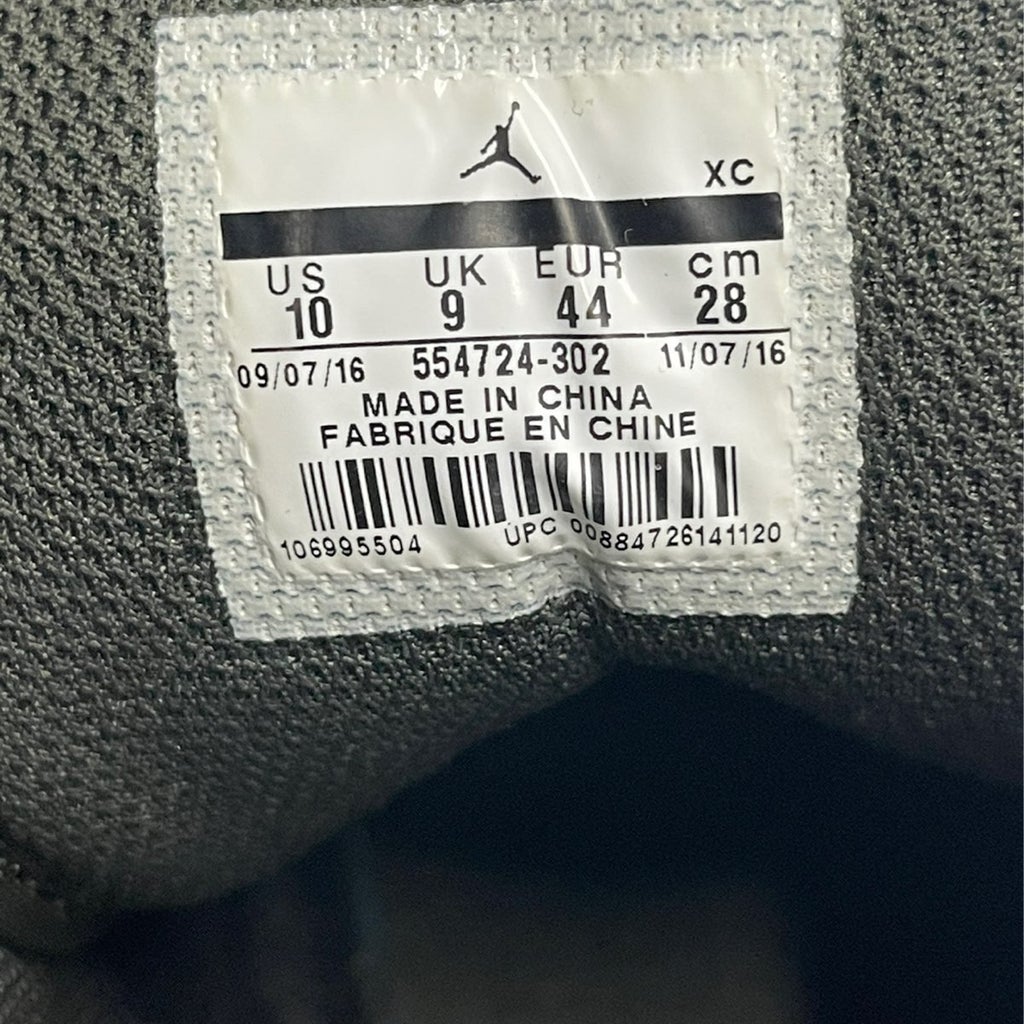 XC
US UK EUR cm
10 9 44 28
09/07/16 554724-302 11/07/16
MADE IN CHINA
FABRIQUE EN CHINE
106995504 UPC 00884726141120